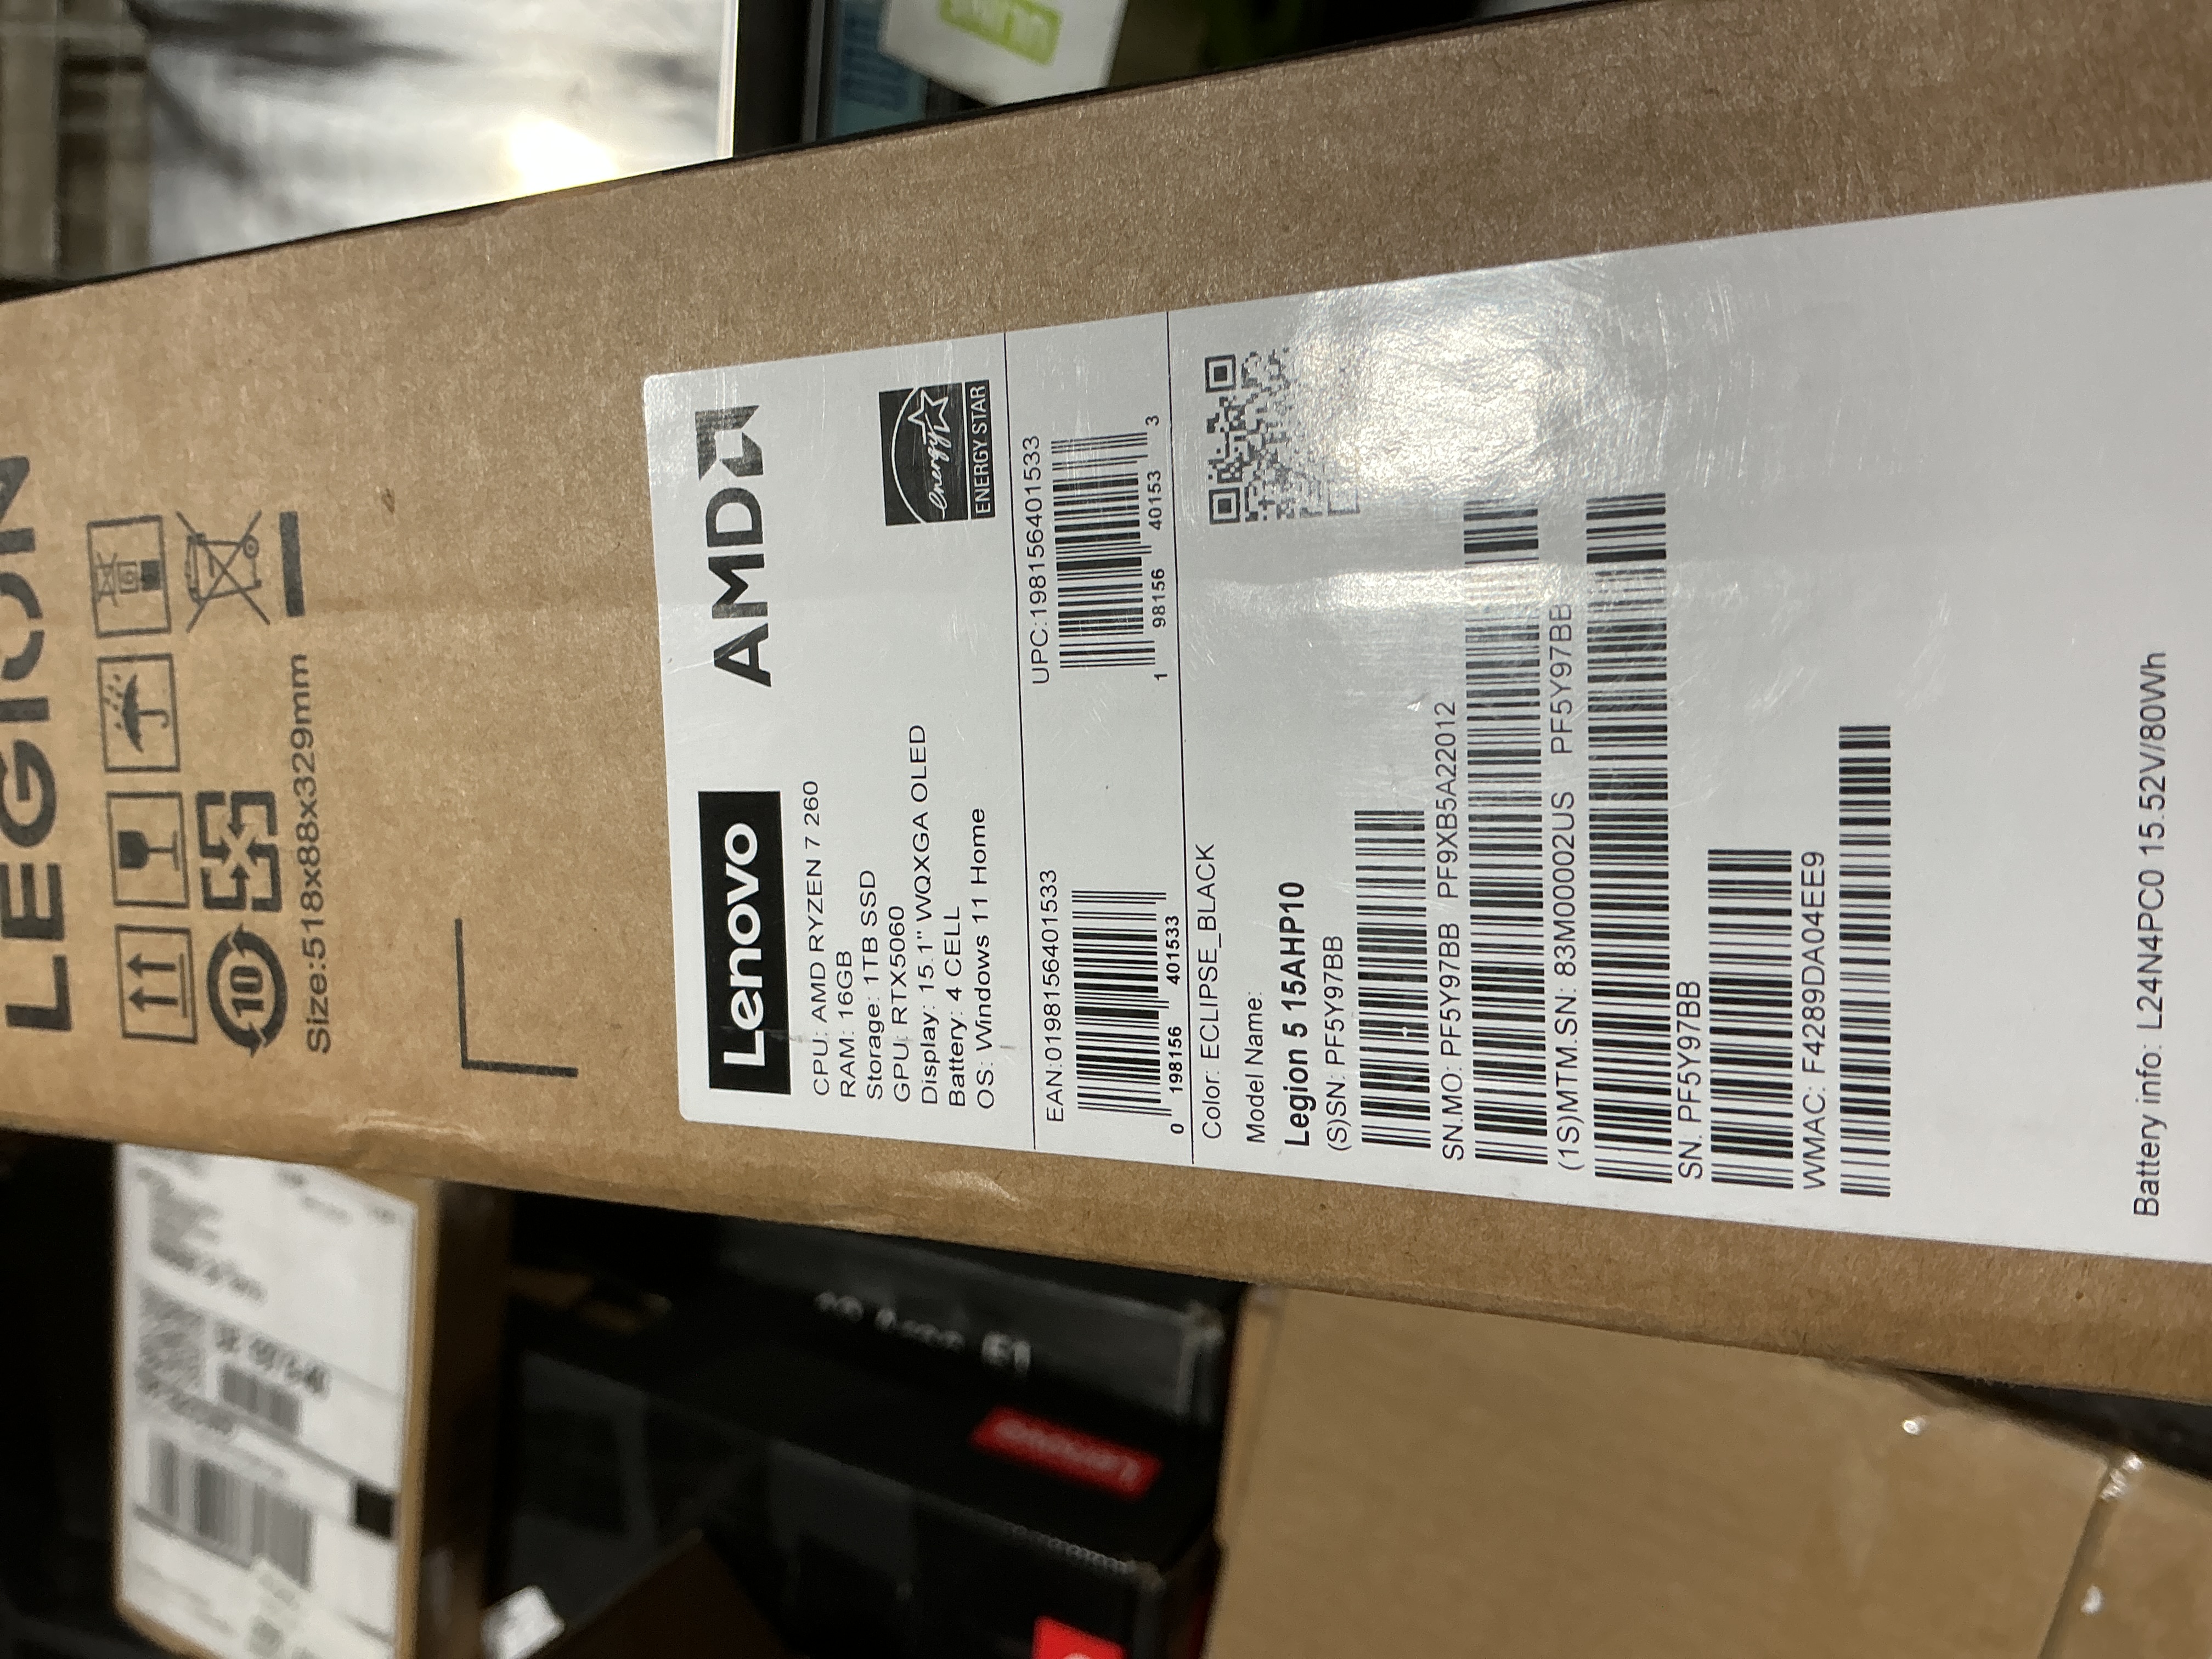 LEGION
10
Size:518x88x329mm
Lenovo
AMD
CPU: AMD RYZEN 7 260
RAM: 16GB
Storage: 1TB SSD
GPU: RTX5060
Display: 15.1" WQXGA OLED
Battery: 4 CELL
OS: Windows 11 Home
energy
ENERGY STAR
EAN:0198156401533
0 198156 401533
UPC:198156401533
1 98156 40153 3
Color: ECLIPSE_BLACK
Model Name:
Legion 5 15AHP10
(S)SN: PF5Y97BB
SN.MO: PF5Y97BB PF9XB5A22012
(1S)MTM.SN: 83M00002US PF5Y97BB
SN. PF5Y97BB
WMAC: F4289DA04EE9
Battery info: L24N4PC0 15.52V/80Wh
Lenovo